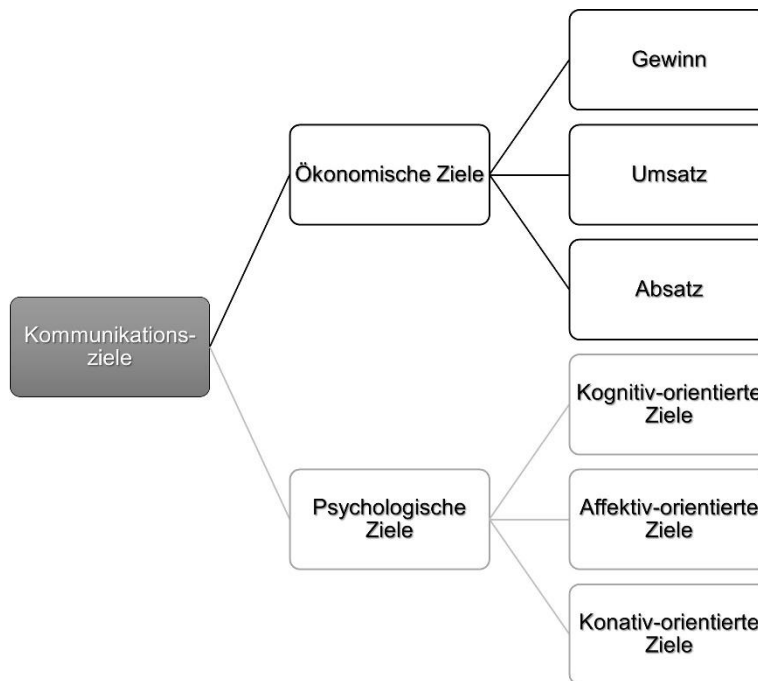 Gewinn
Ökonomische Ziele
Umsatz
Absatz
Kommunikations-
ziele
Kognitiv-orientierte
Ziele
Psychologische
Ziele
Affektiv-orientierte
Ziele
Konativ-orientierte
Ziele